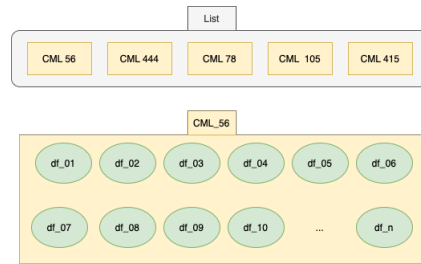 List
CML 56 CML 444 CML 78 CML 105 CML 415
CML_56
df_01 df_02 df_03 df_04 df_05 df_06
df_07 df_08 df_09 df_10 ... df_n